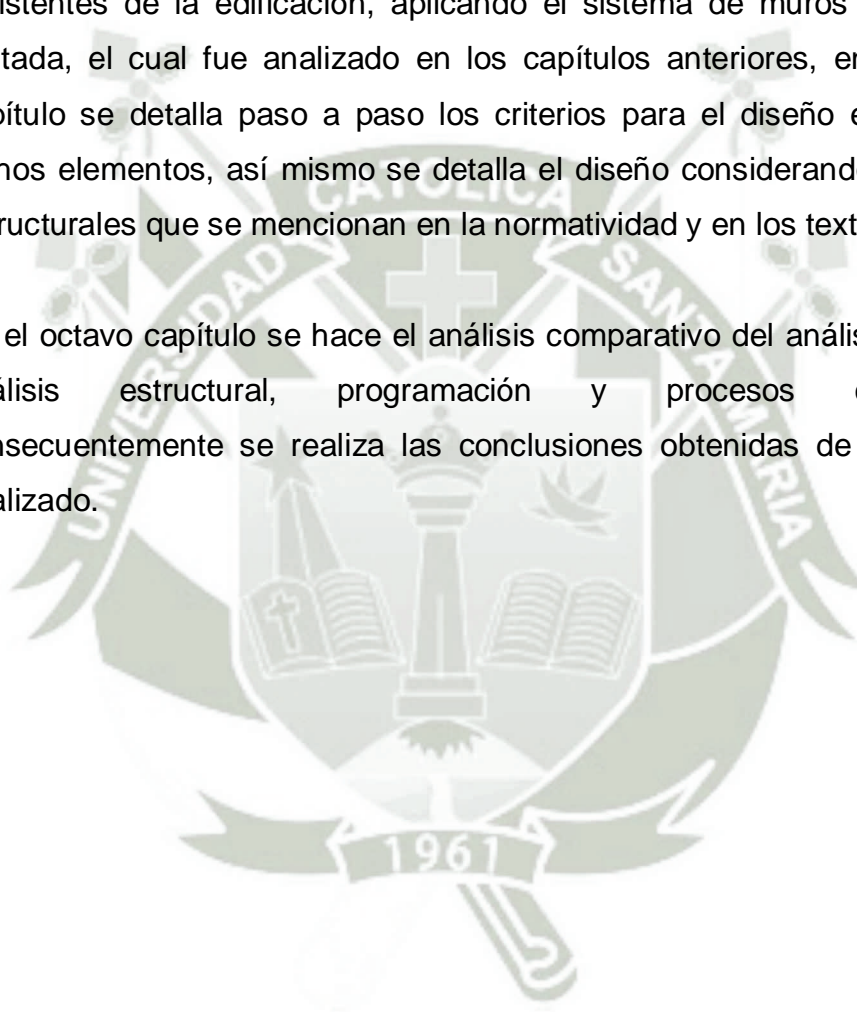 istentes de la edificación, aplicando el sistema de muros
tada, el cual fue analizado en los capítulos anteriores, en
pítulo se detalla paso a paso los criterios para el diseño e
nos elementos, así mismo se detalla el diseño considerando
tructurales que se mencionan en la normatividad y en los text
el octavo capítulo se hace el análisis comparativo del anális
álisis estructural, programación y procesos
nsecuentemente se realiza las conclusiones obtenidas de
alizado.
UNIVERSIDAD CATOLICA SANTA MARIA
1961